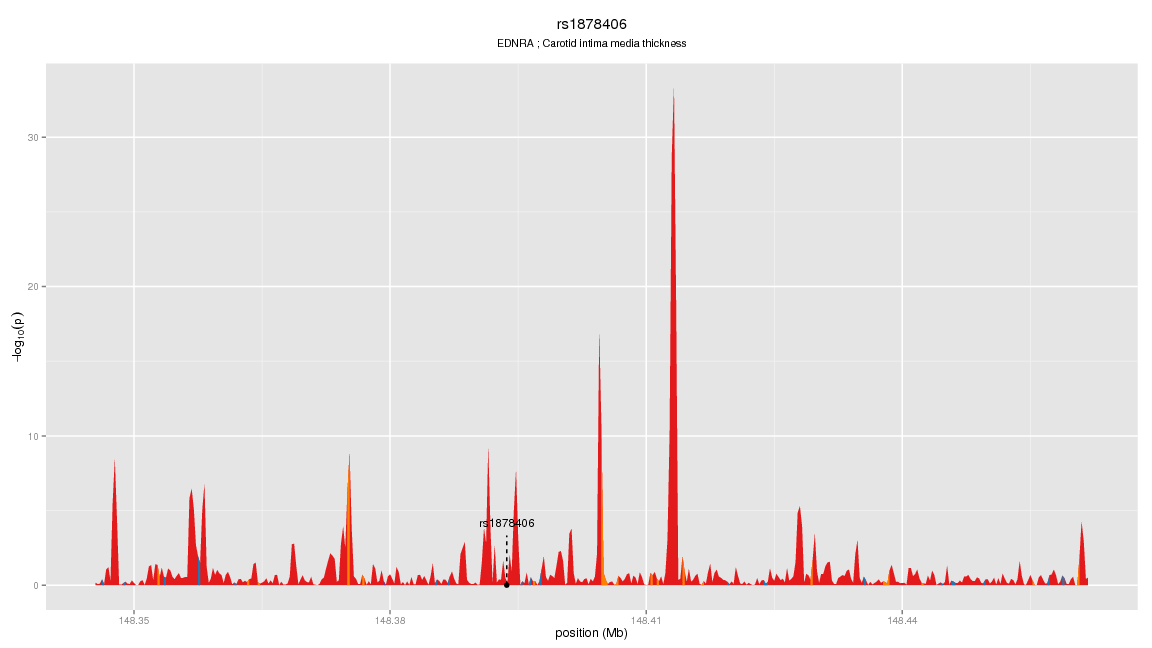 rs1878406
EDNRA ; Carotid intima media thickness
−log10(p)
30
20
10
0
rs1878406
148.35
148.38
148.41
148.44
position (Mb)